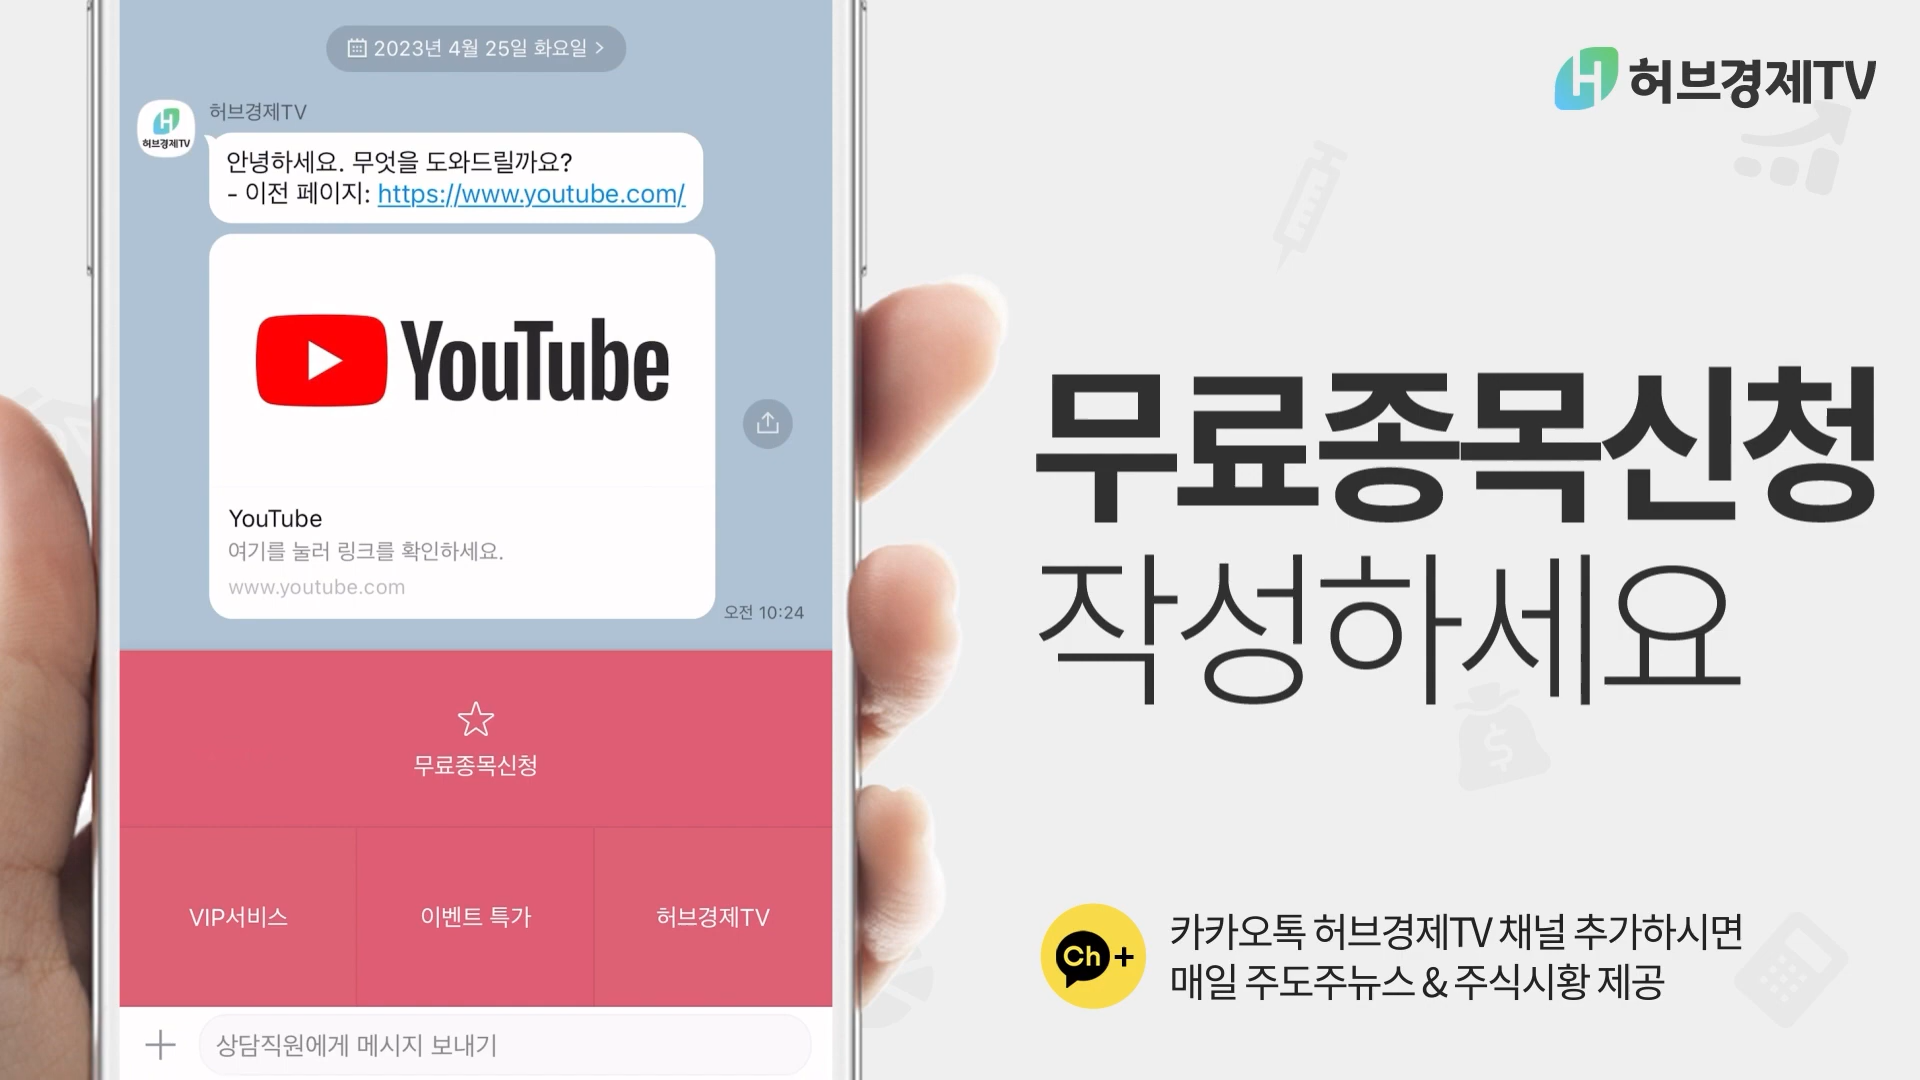 2023년 4월 25일 화요일 >
허브경제TV
허브경제TV
안녕하세요. 무엇을 도와드릴까요?
- 이전 페이지: https://www.youtube.com/
YouTube
YouTube
여기를 눌러 링크를 확인하세요.
www.youtube.com
오전 10:24
무료종목신청
VIP서비스
이벤트 특가
허브경제TV
상담직원에게 메시지 보내기
허브경제TV
무료종목신청
작성하세요
Ch+
카카오톡 허브경제TV 채널 추가하시면
매일 주도주뉴스 & 주식시황 제공